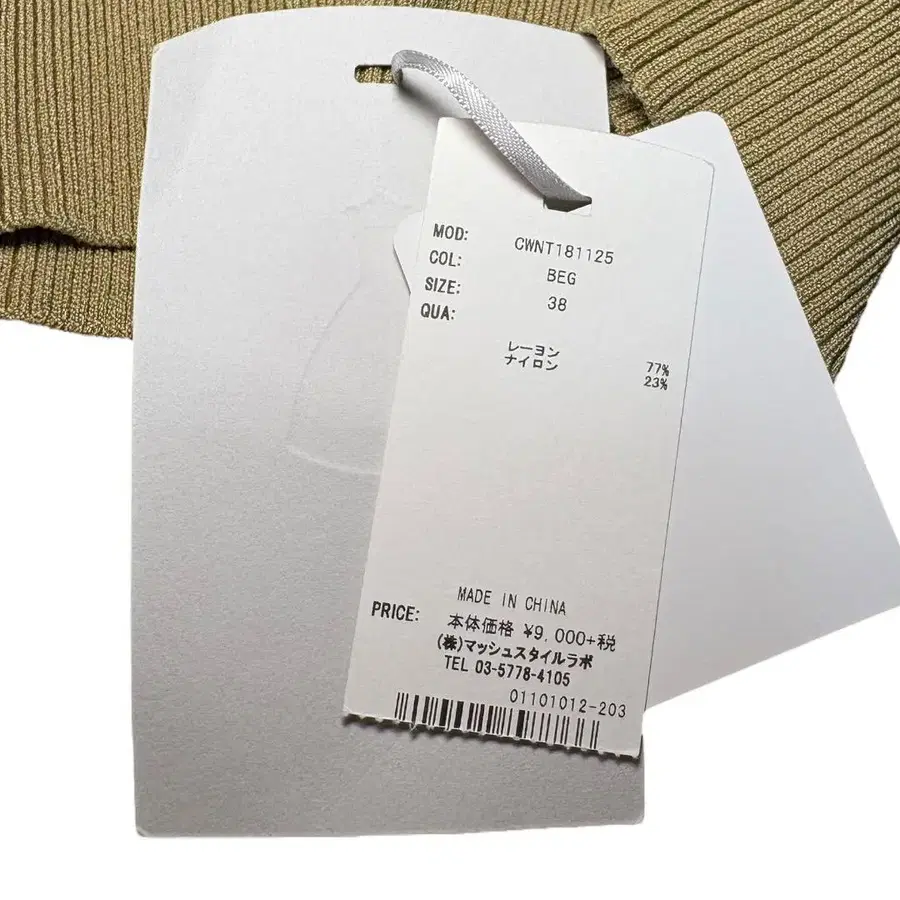 MOD: CWNT181125
COL: BEG
SIZE: 38
QUA:
レーヨン 77%
ナイロン 23%
MADE IN CHINA
PRICE: 本体価格 ¥9,000+税
(株)マッシュスタイルラボ
TEL 03-5778-4105
01101012-203